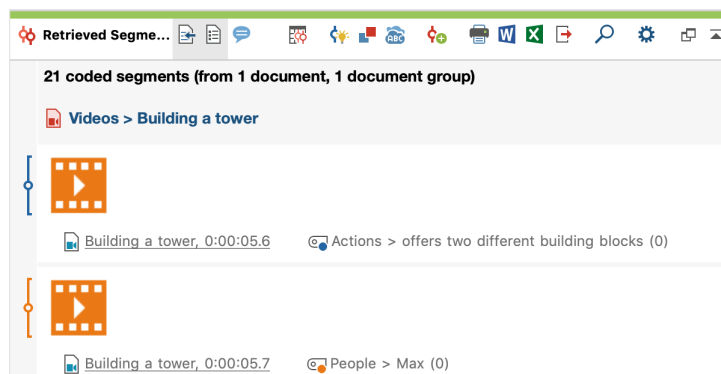 Retrieved Segme...
ABC
W
X
21 coded segments (from 1 document, 1 document group)
Videos > Building a tower
Building a tower, 0:00:05.6 Actions > offers two different building blocks (0)
Building a tower, 0:00:05.7 People > Max (0)